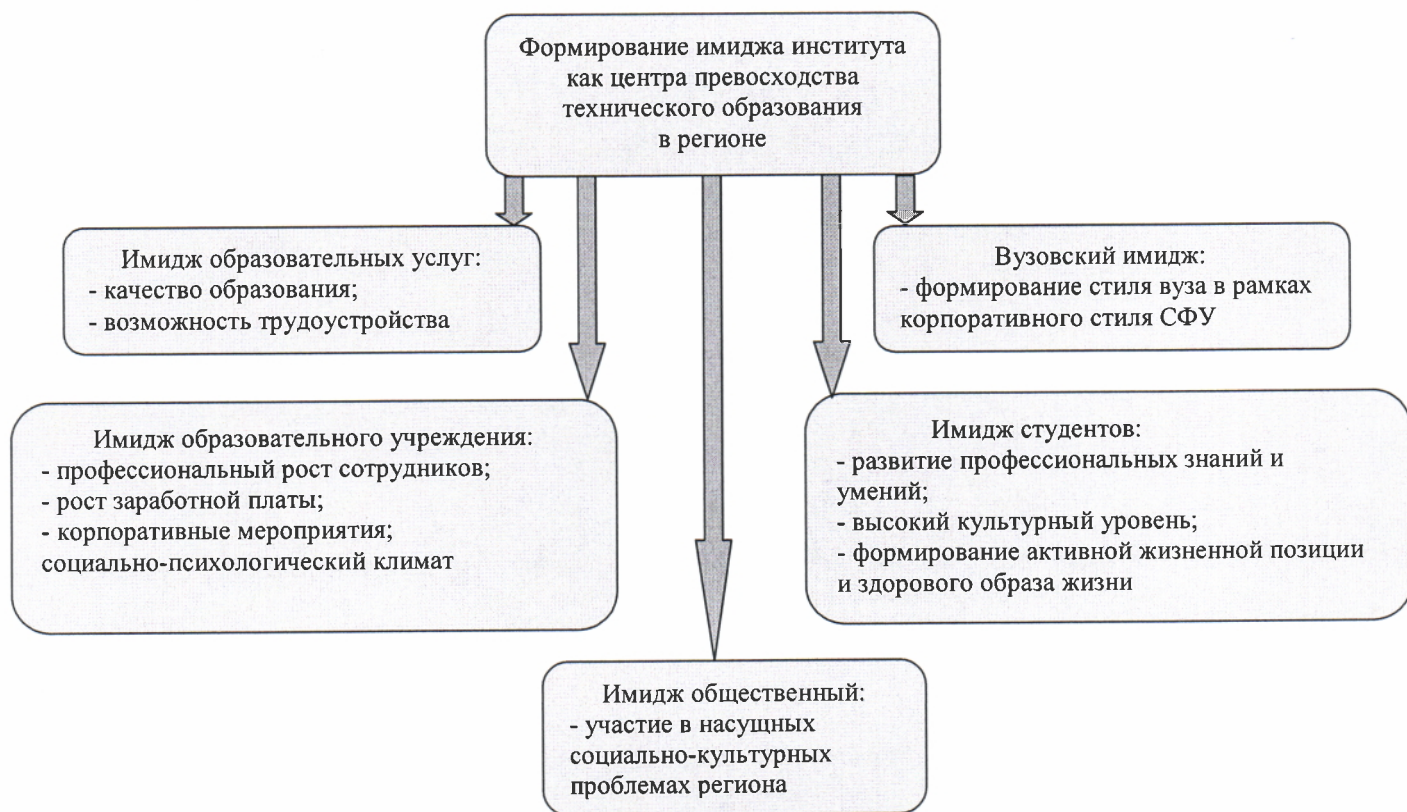 Формирование имиджа института
как центра превосходства
технического образования
в регионе
Имидж образовательных услуг:
- качество образования;
- возможность трудоустройства
Вузовский имидж:
- формирование стиля вуза в рамках
корпоративного стиля СФУ
Имидж образовательного учреждения:
- профессиональный рост сотрудников;
- рост заработной платы;
- корпоративные мероприятия;
социально-психологический климат
Имидж студентов:
- развитие профессиональных знаний и
умений;
- высокий культурный уровень;
- формирование активной жизненной позиции
и здорового образа жизни
Имидж общественный:
- участие в насущных
социально-культурных
проблемах региона